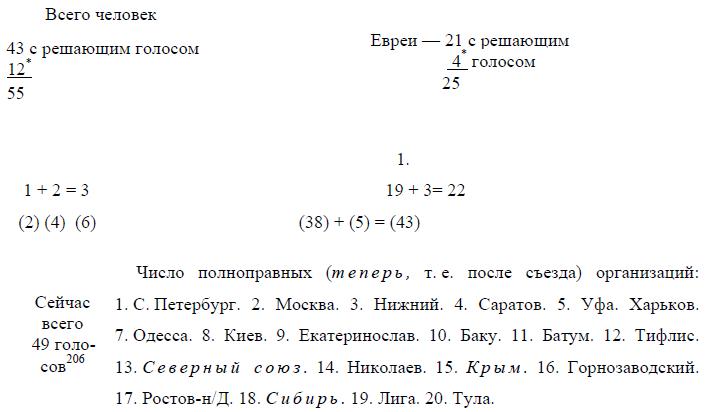 Всего человек
43 с решающим голосом
12*
55
Евреи — 21 с решающим
4* голосом
25
1.
1 + 2 = 3
19 + 3= 22
(2) (4) (6)
(38) + (5) = (43)
Сейчас
всего
49 голо-
сов206
Число полноправных (теперь, т. е. после съезда) организаций:
1. С. Петербург. 2. Москва. 3. Нижний. 4. Саратов. 5. Уфа. Харьков.
7. Одесса. 8. Киев. 9. Екатеринослав. 10. Баку. 11. Батум. 12. Тифлис.
13. Северный союз. 14. Николаев. 15. Крым. 16. Горнозаводский.
17. Ростов-н/Д. 18. Сибирь. 19. Лига. 20. Тула.